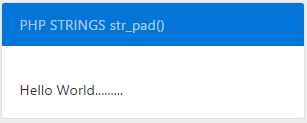 PHP STRINGS str_pad()
Hello World.........